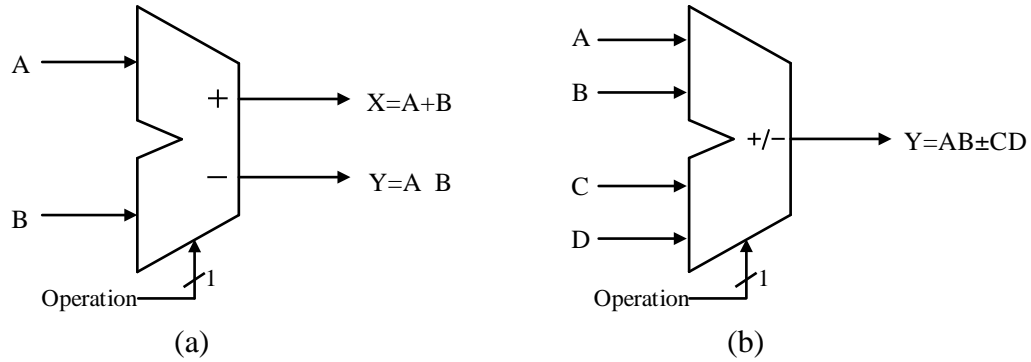 A
B
+
−
X=A+B
Y=A B
1
Operation
(a)
A
B
C
D
+/−
Y=AB±CD
1
Operation
(b)